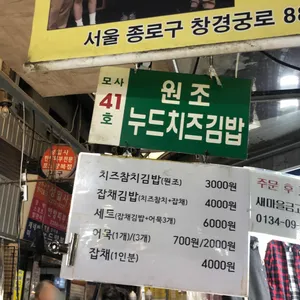 서울 종로구 창경궁로 88
모사
41
호
원조
누드치즈김밥
치즈참치김밥(원조) 3000원
잡채김밥(치즈참치+잡채) 4000원
세트(잡채김밥+어묵3개) 6000원
어묵(1개)/(3개) 700원/2000원
잡채(1인분) 4000원
주문 후
새마을금고
0134-09